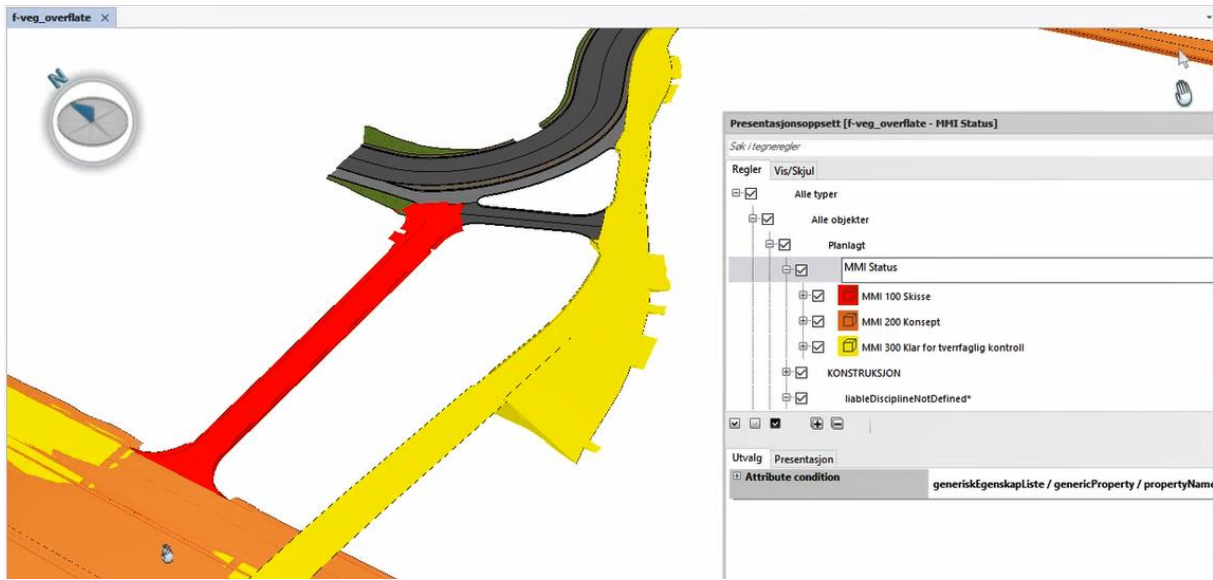 f-veg_overflate
N
Presentasjonsoppsett [f-veg_overflate - MMI Status]
Søk i tegneregler
Regler Vis/Skjul
Alle typer
Alle objekter
Planlagt
MMI Status
MMI 100 Skisse
MMI 200 Konsept
MMI 300 Klar for tverrfaglig kontroll
KONSTRUKSJON
liableDisciplineNotDefined*
Utvalg Presentasjon
Attribute condition generiskEgenskapListe / genericProperty / propertyName